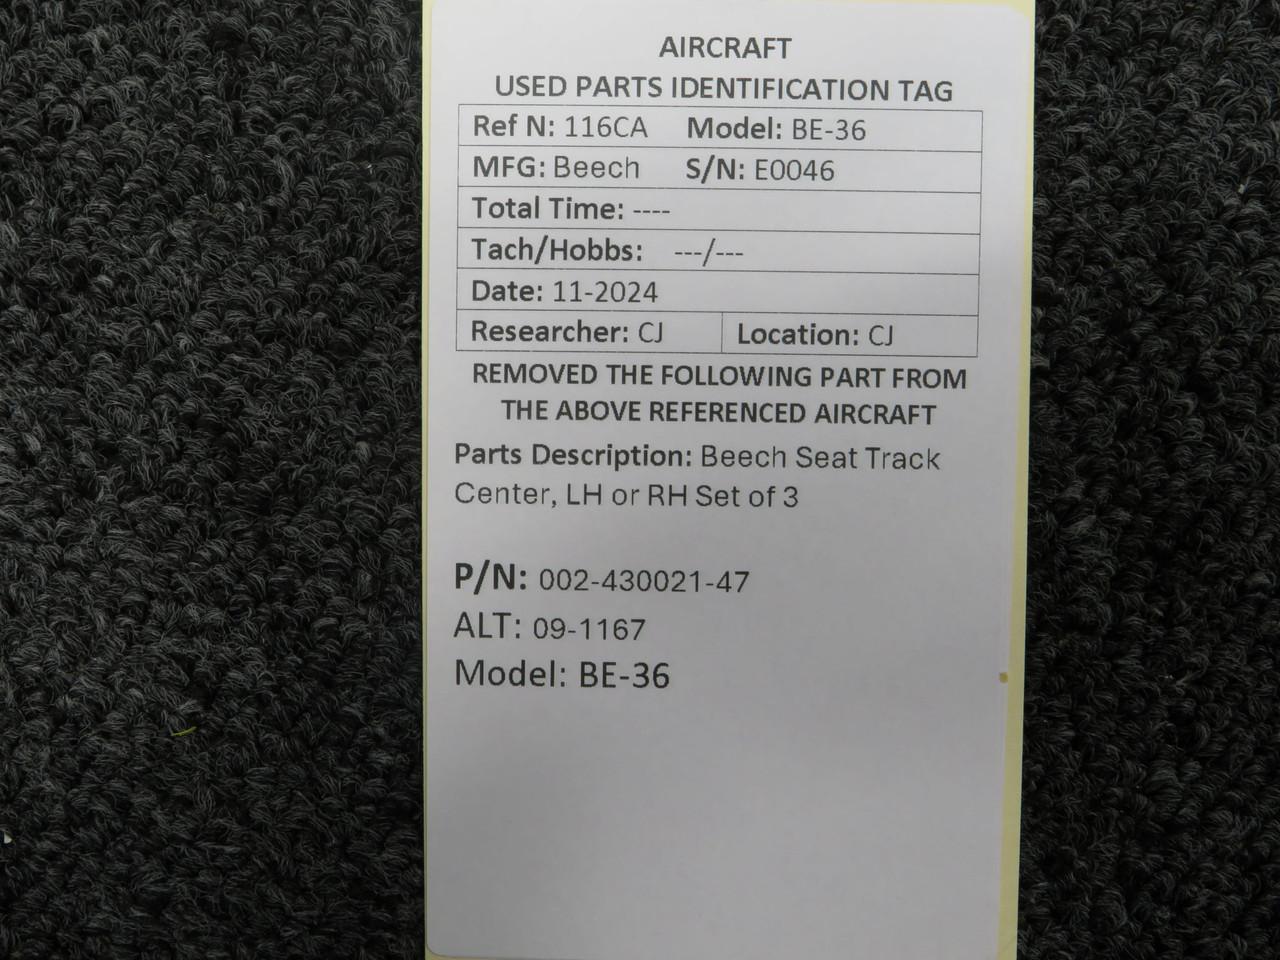 AIRCRAFT
USED PARTS IDENTIFICATION TAG
Ref N: 116CA Model: BE-36
MFG: Beech S/N: E0046
Total Time: ----
Tach/Hobbs: ---/---
Date: 11-2024
Researcher: CJ Location: CJ
REMOVED THE FOLLOWING PART FROM
THE ABOVE REFERENCED AIRCRAFT
Parts Description: Beech Seat Track
Center, LH or RH Set of 3
P/N: 002-430021-47
ALT: 09-1167
Model: BE-36